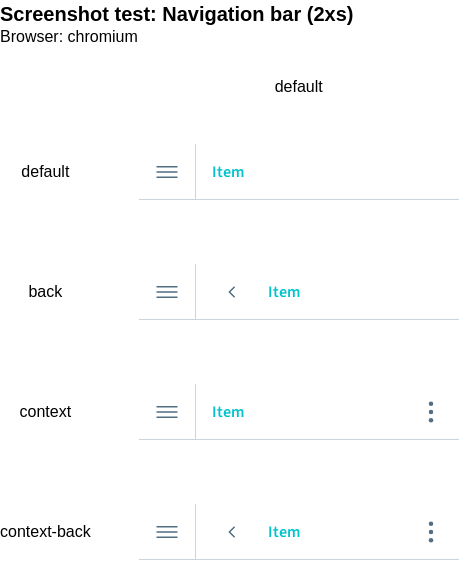 Screenshot test: Navigation bar (2xs)
Browser: chromium
default
default Item
back Item
context Item
context-back Item